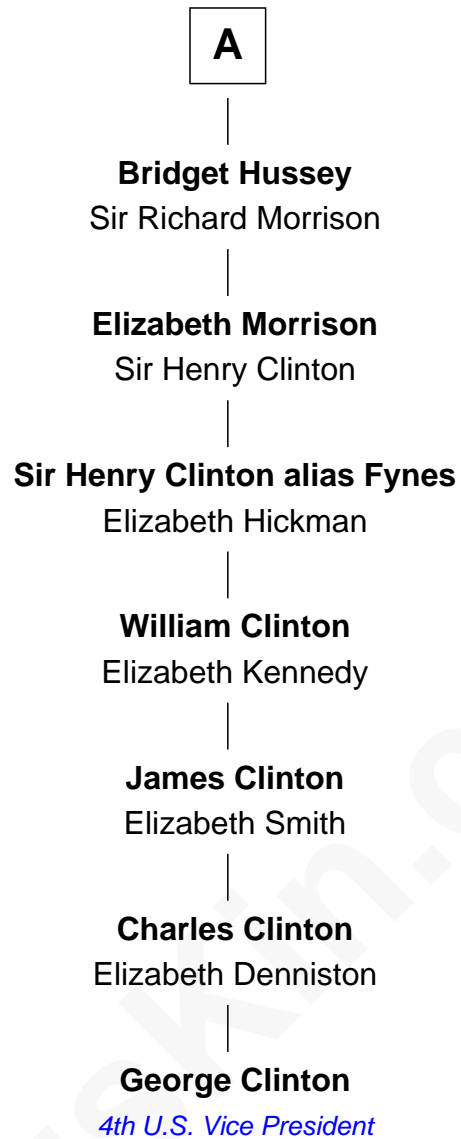 A
Bridget Hussey
Sir Richard Morrison
Elizabeth Morrison
Sir Henry Clinton
Sir Henry Clinton alias Fynes
Elizabeth Hickman
William Clinton
Elizabeth Kennedy
James Clinton
Elizabeth Smith
Charles Clinton
Elizabeth Denniston
George Clinton
4th U.S. Vice President